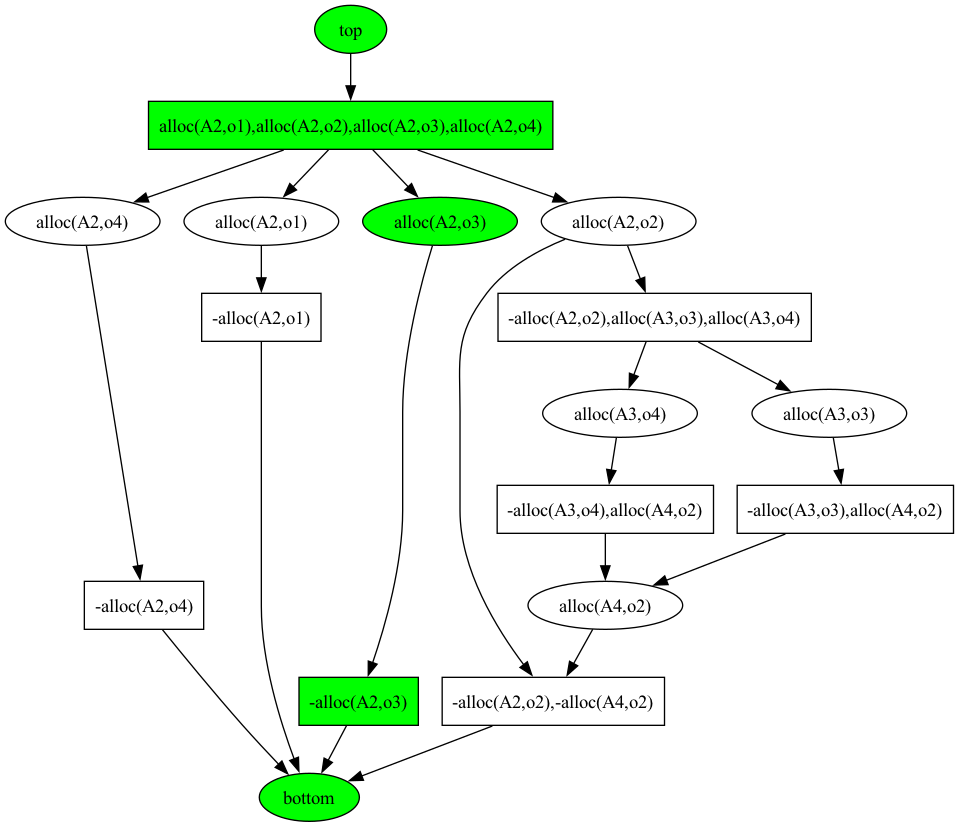 top
alloc(A2,o1),alloc(A2,o2),alloc(A2,o3),alloc(A2,o4)
alloc(A2,o4)
alloc(A2,o1)
alloc(A2,o3)
alloc(A2,o2)
-alloc(A2,o1)
-alloc(A2,o2),alloc(A3,o3),alloc(A3,o4)
alloc(A3,o4)
alloc(A3,o3)
-alloc(A3,o4),alloc(A4,o2)
-alloc(A3,o3),alloc(A4,o2)
-alloc(A2,o4)
alloc(A4,o2)
-alloc(A2,o3)
-alloc(A2,o2),-alloc(A4,o2)
bottom